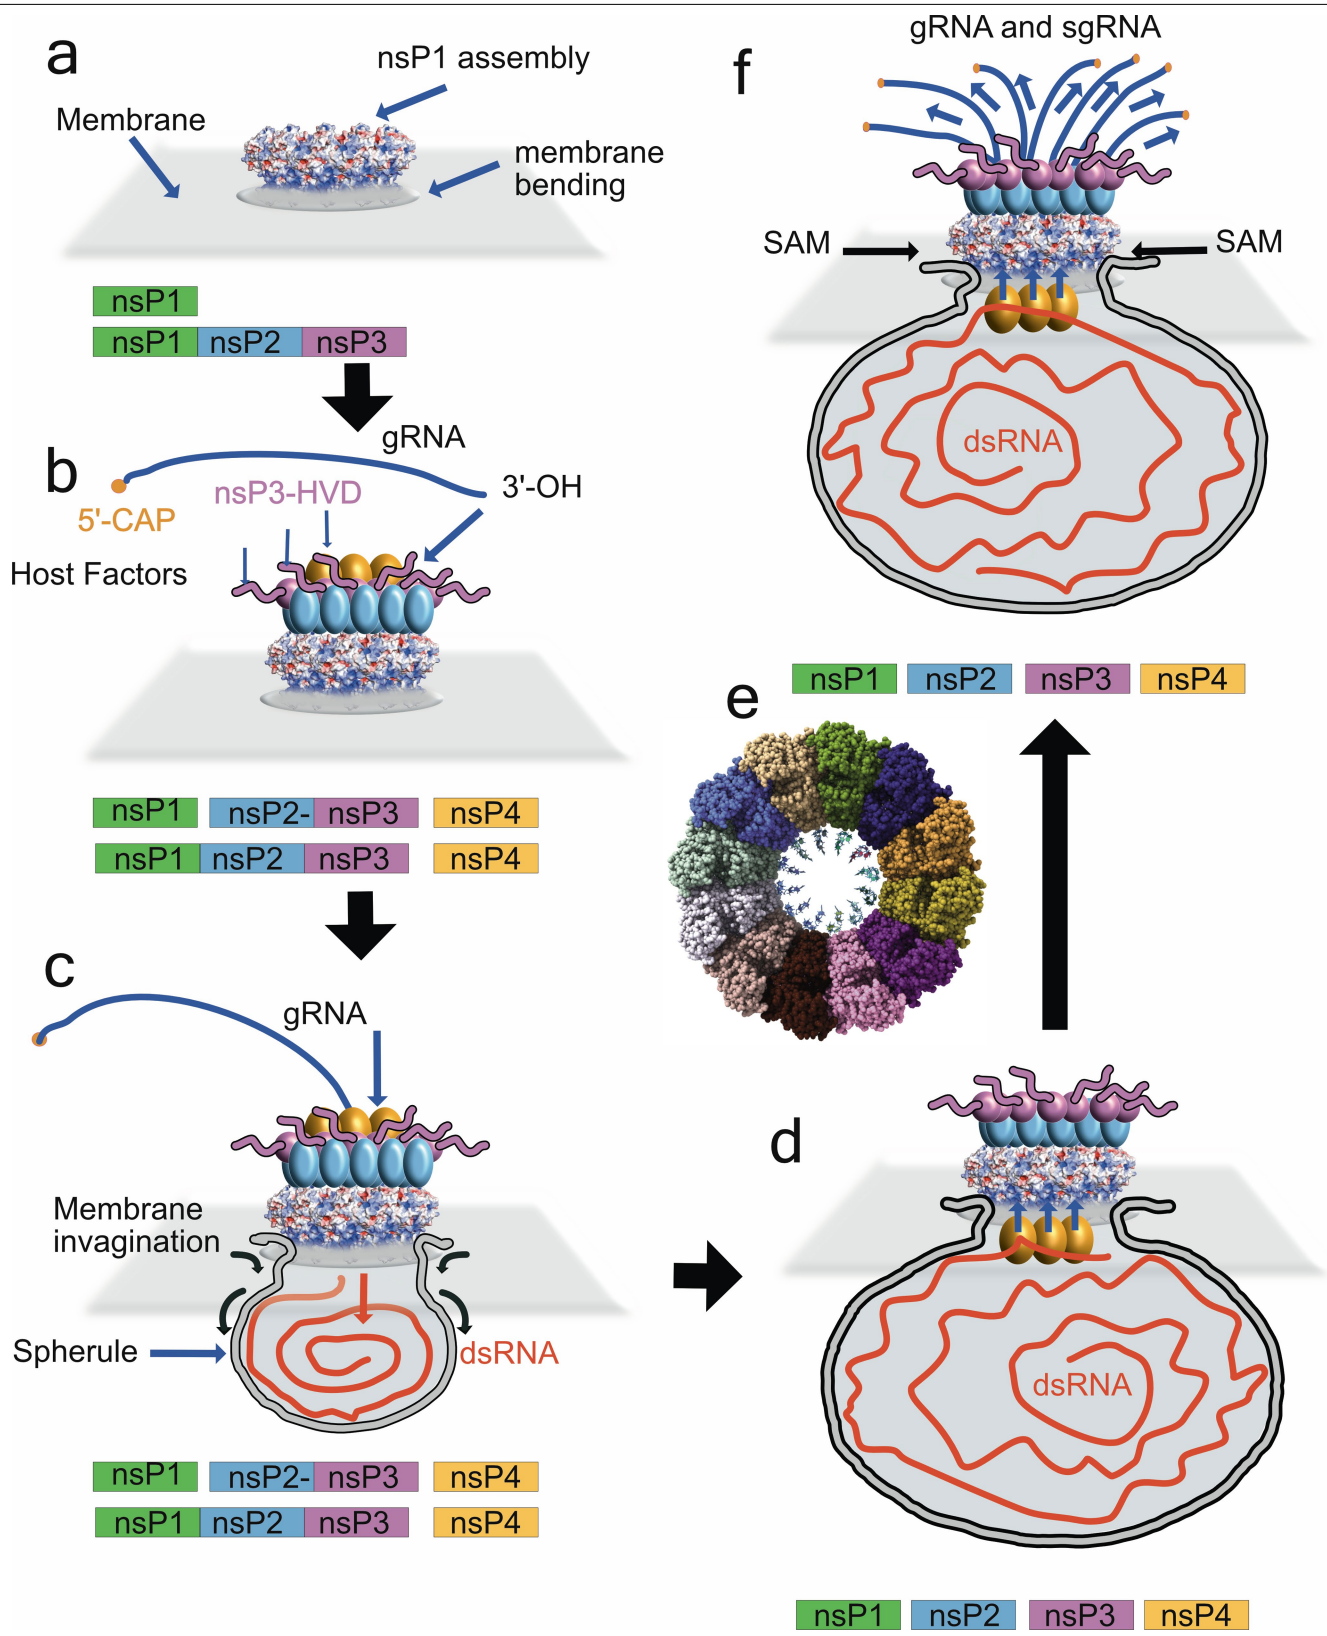 a
nsP1 assembly
Membrane
membrane
bending
nsP1
nsP1 nsP2 nsP3
b
gRNA
nsP3-HVD
3'-OH
5'-CAP
Host Factors
nsP1 nsP2- nsP3 nsP4
nsP1 nsP2 nsP3 nsP4
c
gRNA
Membrane
invagination
Spherule
dsRNA
nsP1 nsP2- nsP3 nsP4
nsP1 nsP2 nsP3 nsP4
d
dsRNA
nsP1 nsP2 nsP3 nsP4
e
f
gRNA and sgRNA
SAM
SAM
dsRNA
nsP1 nsP2 nsP3 nsP4